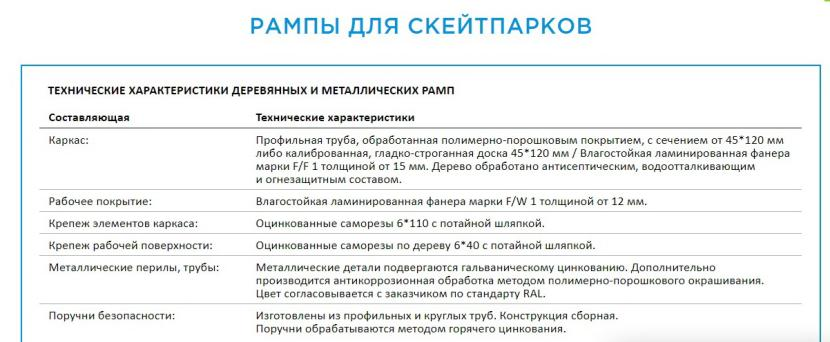 РАМПЫ ДЛЯ СКЕЙТПАРКОВ
ТЕХНИЧЕСКИЕ ХАРАКТЕРИСТИКИ ДЕРЕВЯННЫХ И МЕТАЛЛИЧЕСКИХ РАМП
Составляющая Технические характеристики
Каркас: Профильная труба, обработанная полимерно-порошковым покрытием, с сечением от 45*120 мм
либо калиброванная, гладко-строганная доска 45*120 мм / Влагостойкая ламинированная фанера
марки F/F 1 толщиной от 15 мм. Дерево обработано антисептическим, водоотталкивающим
и огнезащитным составом.
Рабочее покрытие: Влагостойкая ламинированная фанера марки F/W 1 толщиной от 12 мм.
Крепеж элементов каркаса: Оцинкованные саморезы 6*110 с потайной шляпкой.
Крепеж рабочей поверхности: Оцинкованные саморезы по дереву 6*40 с потайной шляпкой.
Металлические перилы, трубы: Металлические детали подвергаются гальваническому цинкованию. Дополнительно
производится антикоррозионная обработка методом полимерно-порошкового окрашивания.
Цвет согласовывается с заказчиком по стандарту RAL.
Поручни безопасности: Изготовлены из профильных и круглых труб. Конструкция сборная.
Поручни обрабатываются методом горячего цинкования.